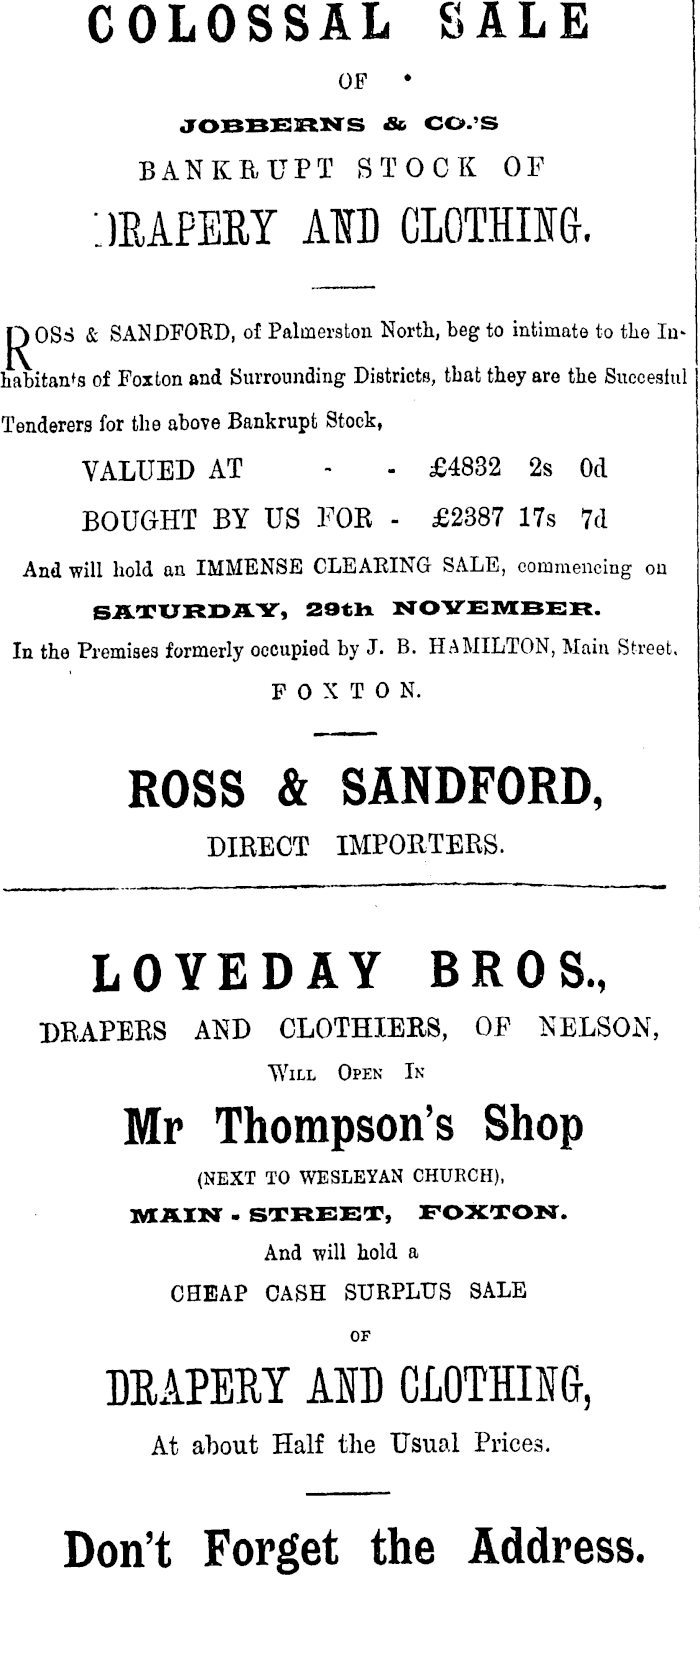 COLOSSAL SALE
OF
JOBBERNS & CO.'S
BANKRUPT STOCK OF
DRAPERY AND CLOTHING.
ROSS & SANDFORD, of Palmerston North, beg to intimate to the In-
habitants of Foxton and Surrounding Districts, that they are the Succesful
Tenderers for the above Bankrupt Stock,
VALUED AT - - £4832 2s 0d
BOUGHT BY US FOR - £2387 17s 7d
And will hold an IMMENSE CLEARING SALE, commencing on
SATURDAY, 29th NOVEMBER.
In the Premises formerly occupied by J. B. HAMILTON, Main Street.
FOXTON.
ROSS & SANDFORD,
DIRECT IMPORTERS.
LOVEDAY BROS.,
DRAPERS AND CLOTHIERS, OF NELSON,
WILL OPEN IN
Mr Thompson's Shop
(NEXT TO WESLEYAN CHURCH),
MAIN-STREET, FOXTON.
And will hold a
CHEAP CASH SURPLUS SALE
OF
DRAPERY AND CLOTHING,
At about Half the Usual Prices.
Don't Forget the Address.